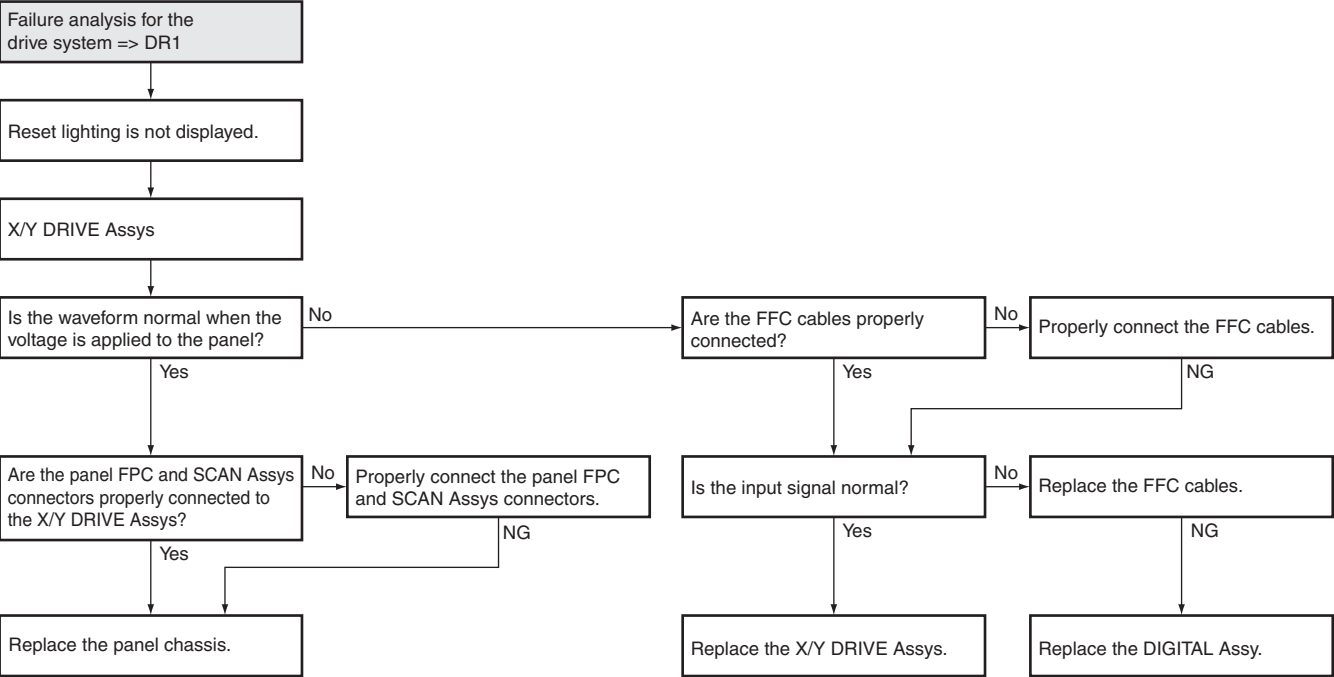 Failure analysis for the
drive system => DR1
Reset lighting is not displayed.
X/Y DRIVE Assys
Is the waveform normal when the
voltage is applied to the panel?
No
Are the FFC cables properly
connected?
No
Properly connect the FFC cables.
Yes
Yes
NG
Are the panel FPC and SCAN Assys
connectors properly connected to
the X/Y DRIVE Assys?
No
Properly connect the panel FPC
and SCAN Assys connectors.
Is the input signal normal?
No
Replace the FFC cables.
Yes
NG
Yes
NG
Replace the panel chassis.
Replace the X/Y DRIVE Assys.
Replace the DIGITAL Assy.